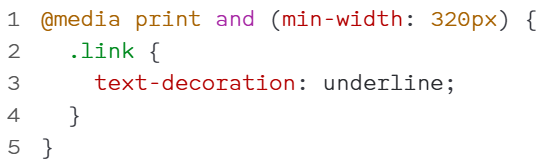 1 @media print and (min-width: 320px) {
2   .link {
3     text-decoration: underline;
4   }
5 }